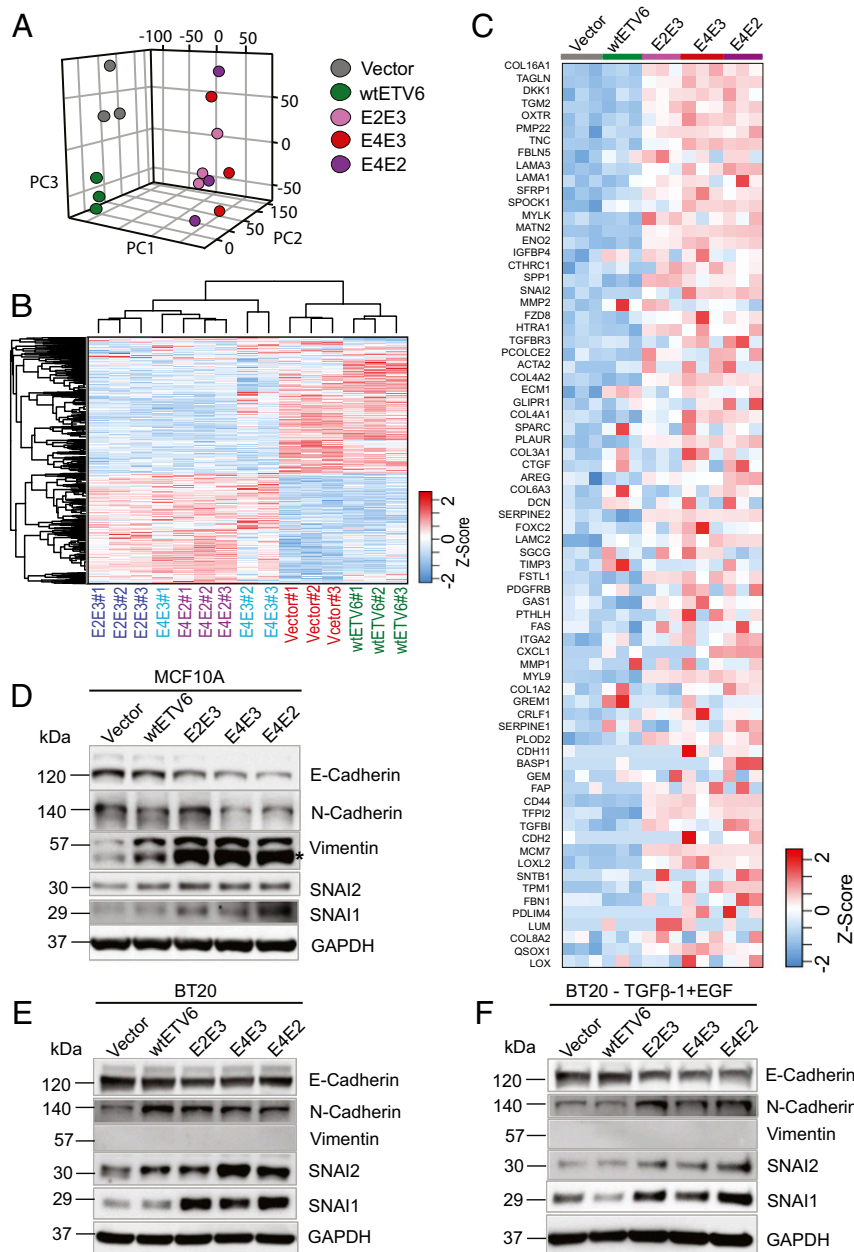 A
-100
0
50
50
0
-50
150
100
50
0
PC3
PC1
PC2
Vector
wtETV6
E2E3
E4E3
E4E2
B
2
0
-2
Z-Score
E2E3#1
E2E3#2
E2E3#3
E4E3#1
E4E2#1
E4E2#2
E4E2#3
E4E3#2
E4E3#3
Vector#1
Vector#2
Vcetor#3
wtETV6#1
wtETV6#2
wtETV6#3
C
Vector
wtETV6
E2E3
E4E3
E4E2
COL16A1
TAGLN
DKK1
TGM2
OXTR
PMP22
TNC
FBLN5
LAMA3
LAMA1
SFRP1
SPOCK1
MYLK
MATN2
ENO2
IGFBP4
CTHRC1
SPP1
SNAI2
MMP2
FZD8
HTRA1
TGFBR3
PCOLCE2
ACTA2
COL4A2
ECM1
GLIPR1
COL4A1
SPARC
PLAUR
COL3A1
CTGF
AREG
COL6A3
DCN
SERPINE2
FOXC2
LAMC2
SGCG
TIMP3
FSTL1
PDGFRB
GAS1
PTHLH
FAS
ITGA2
CXCL1
MMP1
MYL9
COL1A2
GREM1
CRLF1
SERPINE1
PLOD2
CDH11
BASP1
GEM
FAP
CD44
TFPI2
TGFBI
CDH2
MCM7
LOXL2
SNTB1
TPM1
FBN1
PDLIM4
LUM
COL8A2
QSOX1
LOX
2
0
-2
Z-Score
D
MCF10A
Vector
wtETV6
E2E3
E4E3
E4E2
kDa
120
E-Cadherin
140
N-Cadherin
57
Vimentin
*
30
SNAI2
29
SNAI1
37
GAPDH
E
BT20
Vector
wtETV6
E2E3
E4E3
E4E2
kDa
120
E-Cadherin
140
N-Cadherin
57
Vimentin
30
SNAI2
29
SNAI1
37
GAPDH
F
BT20 - TGFβ-1+EGF
Vector
wtETV6
E2E3
E4E3
E4E2
kDa
120
E-Cadherin
140
N-Cadherin
57
Vimentin
30
SNAI2
29
SNAI1
37
GAPDH